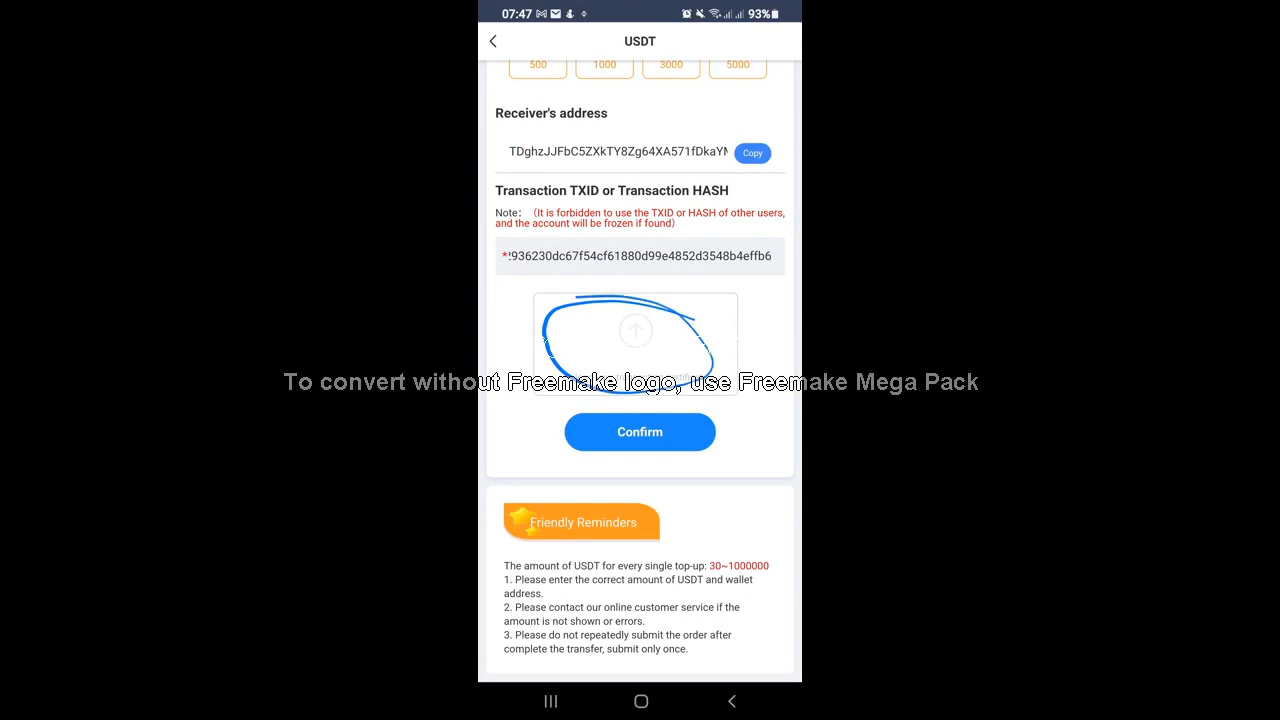 07:47
93%
USDT
500 1000 3000 5000
Receiver's address
TDghzJJFbC5ZXkTY8Zg64XA571fDkaYM
Copy
Transaction TXID or Transaction HASH
Note： （It is forbidden to use the TXID or HASH of other users,
and the account will be frozen if found）
*:936230dc67f54cf61880d99e4852d3548b4effb6
To convert without Freemake logo, use Freemake Mega Pack
Confirm
Friendly Reminders
The amount of USDT for every single top-up: 30~1000000
1. Please enter the correct amount of USDT and wallet
address.
2. Please contact our online customer service if the
amount is not shown or errors.
3. Please do not repeatedly submit the order after
complete the transfer, submit only once.